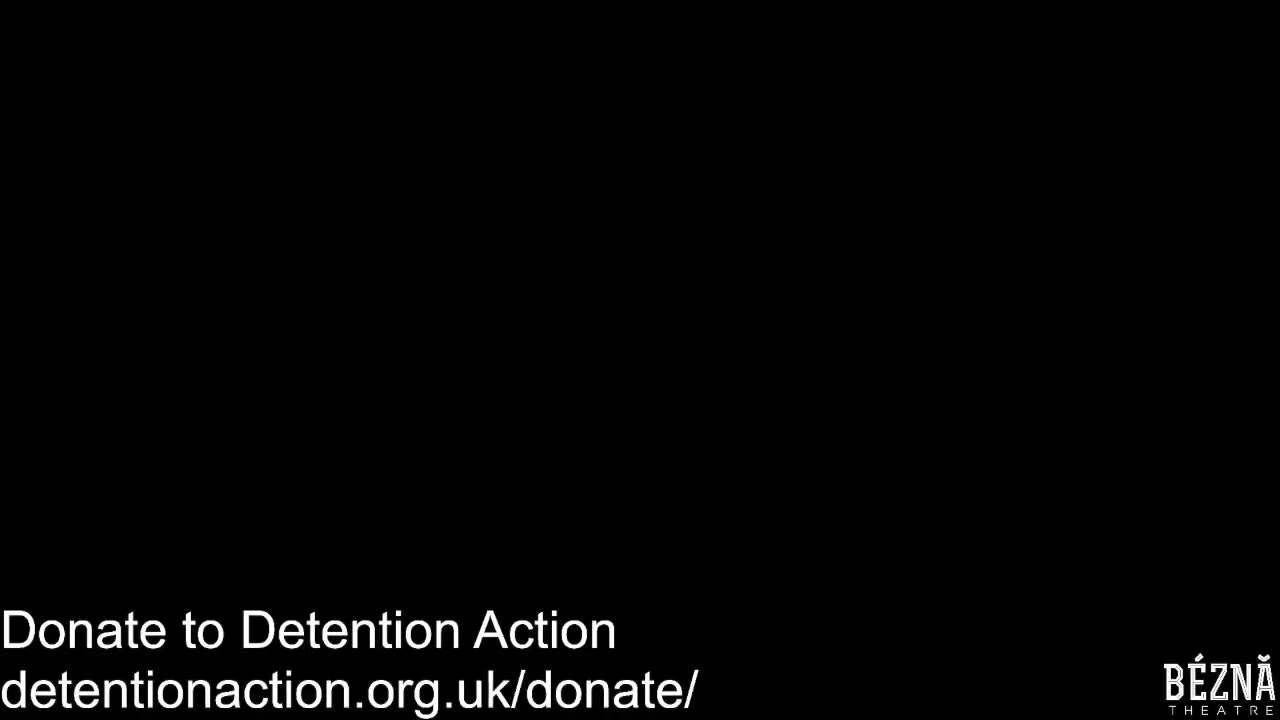 Donate to Detention Action
detentionaction.org.uk/donate/
BÉZNĂ
THEATRE